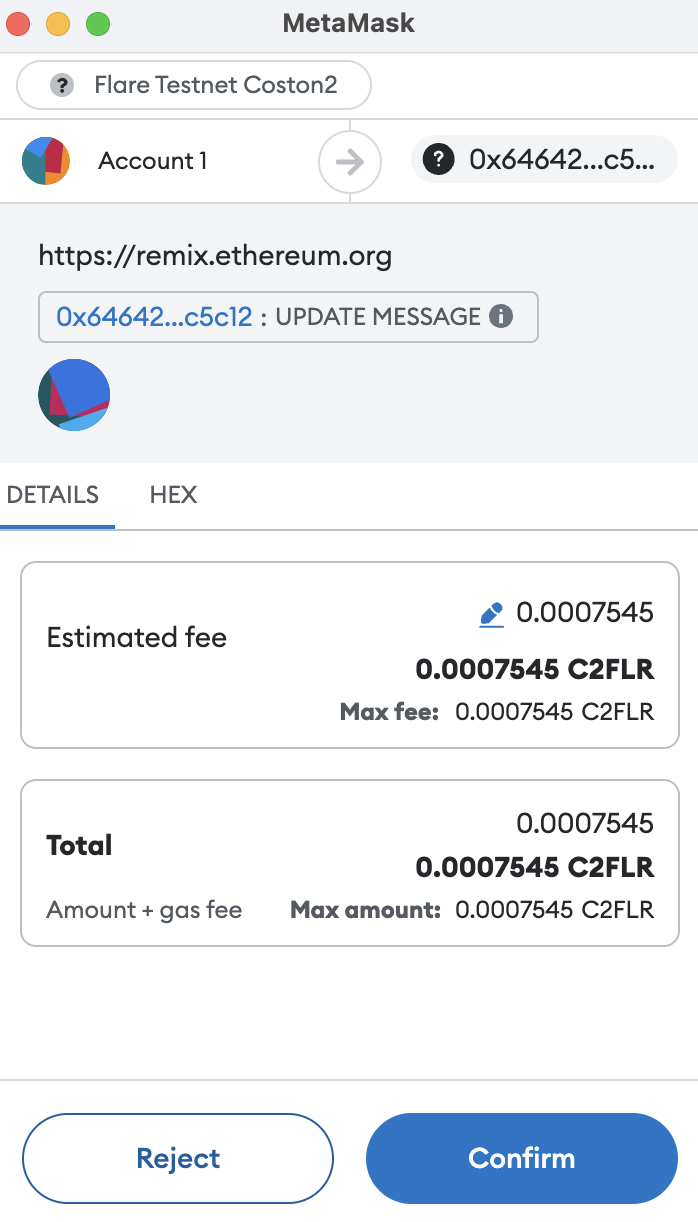 MetaMask
? Flare Testnet Coston2
Account 1
? 0x64642...c5...
https://remix.ethereum.org
0x64642...c5c12 : UPDATE MESSAGE i
DETAILS HEX
0.0007545
Estimated fee
0.0007545 C2FLR
Max fee: 0.0007545 C2FLR
0.0007545
Total
0.0007545 C2FLR
Amount + gas fee Max amount: 0.0007545 C2FLR
Reject Confirm